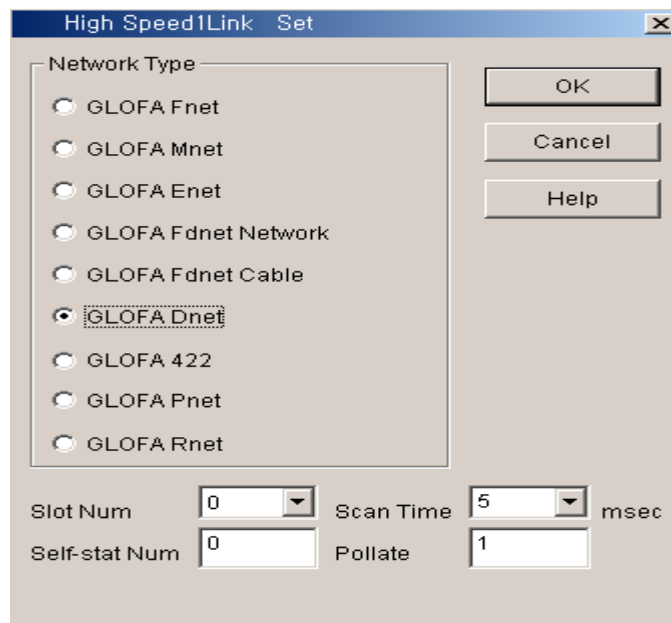 High Speed1Link Set
Network Type
GLOFA Fnet
GLOFA Mnet
GLOFA Enet
GLOFA Fdnet Network
GLOFA Fdnet Cable
GLOFA Dnet
GLOFA 422
GLOFA Pnet
GLOFA Rnet
OK
Cancel
Help
Slot Num 0 Scan Time 5 msec
Self-stat Num 0 Pollate 1